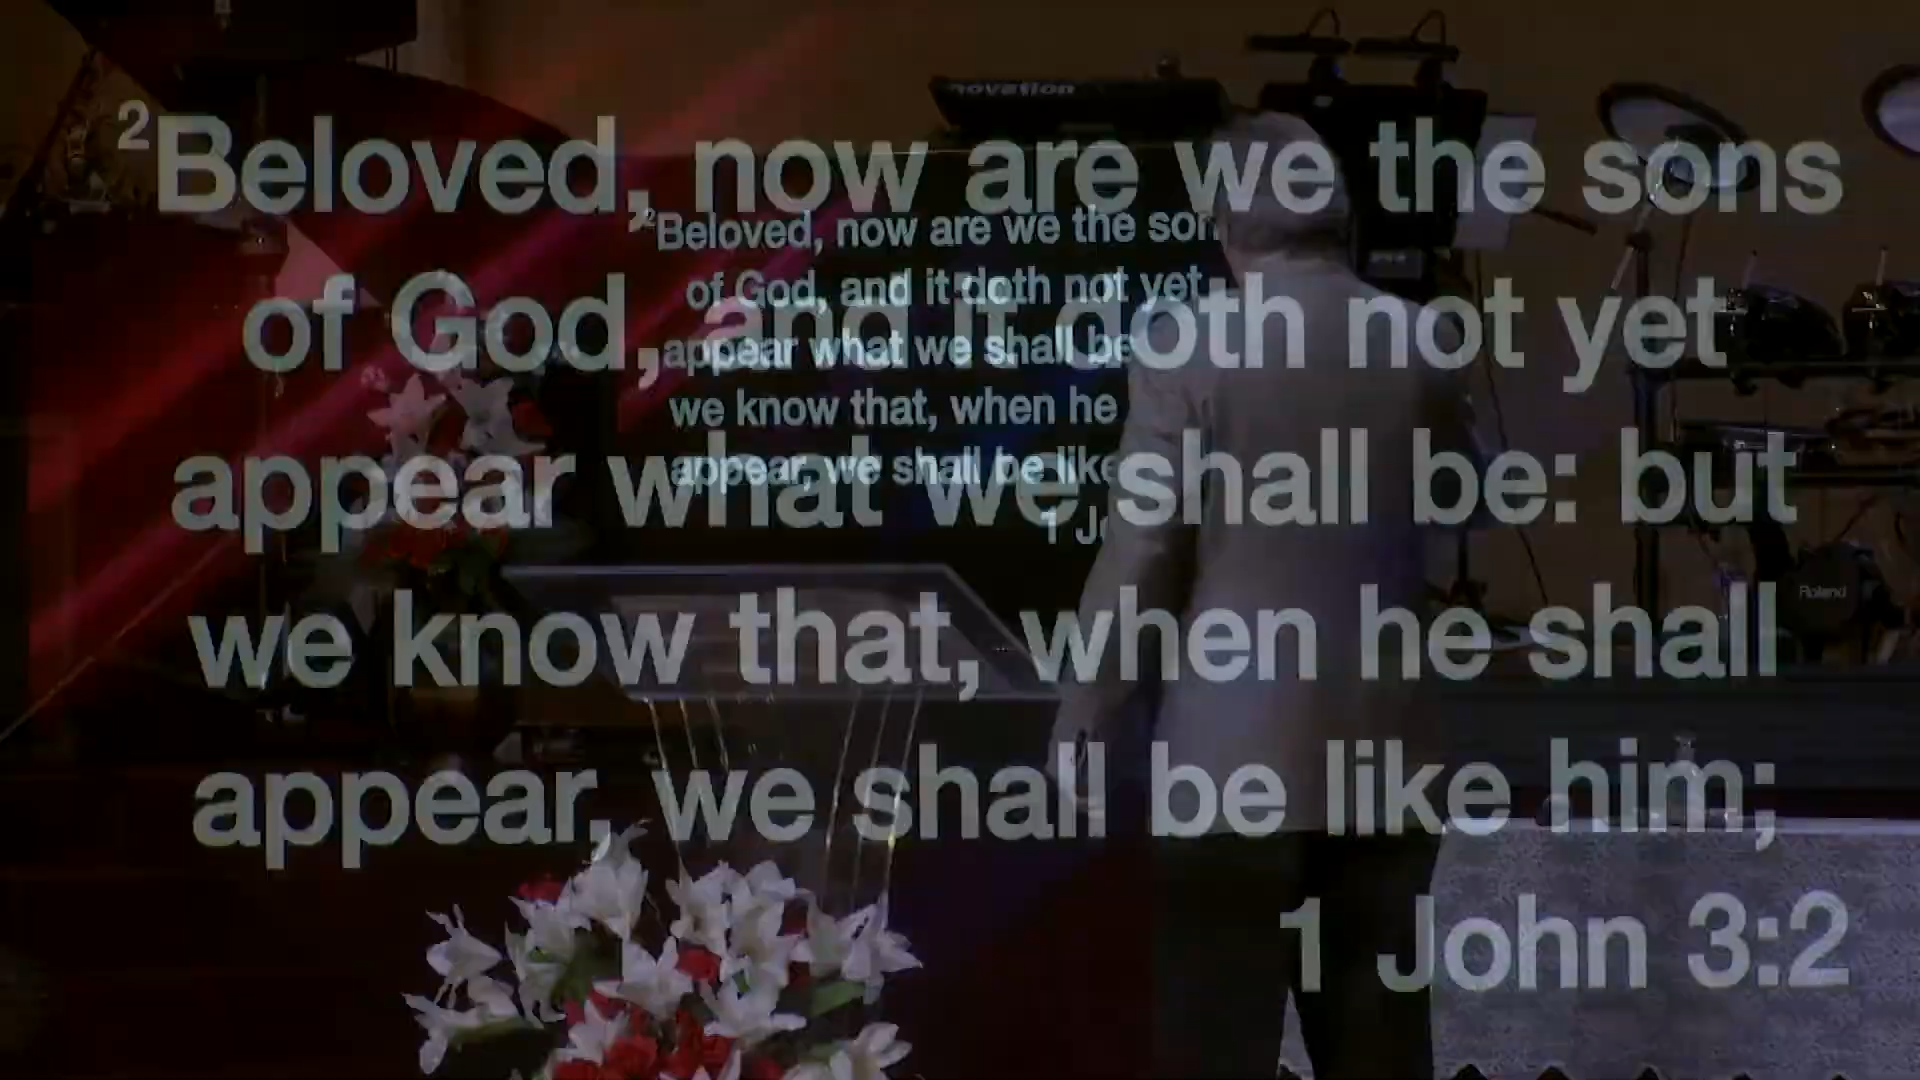 novation
²Beloved, now are we the sons
of God, and it doth not yet
appear what we shall be: but
we know that, when he shall
appear, we shall be like him;
1 John 3:2
²Beloved, now are we the son
of God, and it doth not yet
appear what we shall be
we know that, when he
appear, we shall be like
1 J
Roland